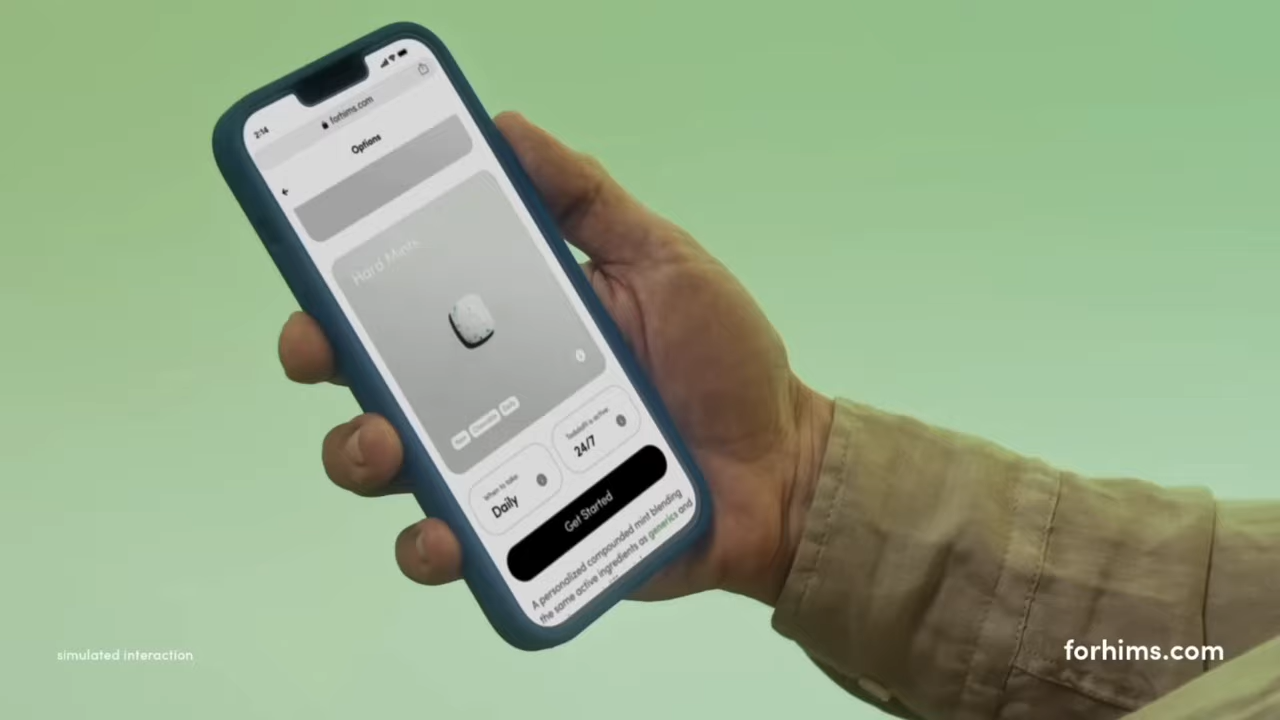 2:14
forhims.com
Options
Hard Mints
When to take
Daily
Tadalafil is active
24/7
Get Started
A personalized compounded mint blending
the same active ingredients as generics and
simulated interaction
forhims.com